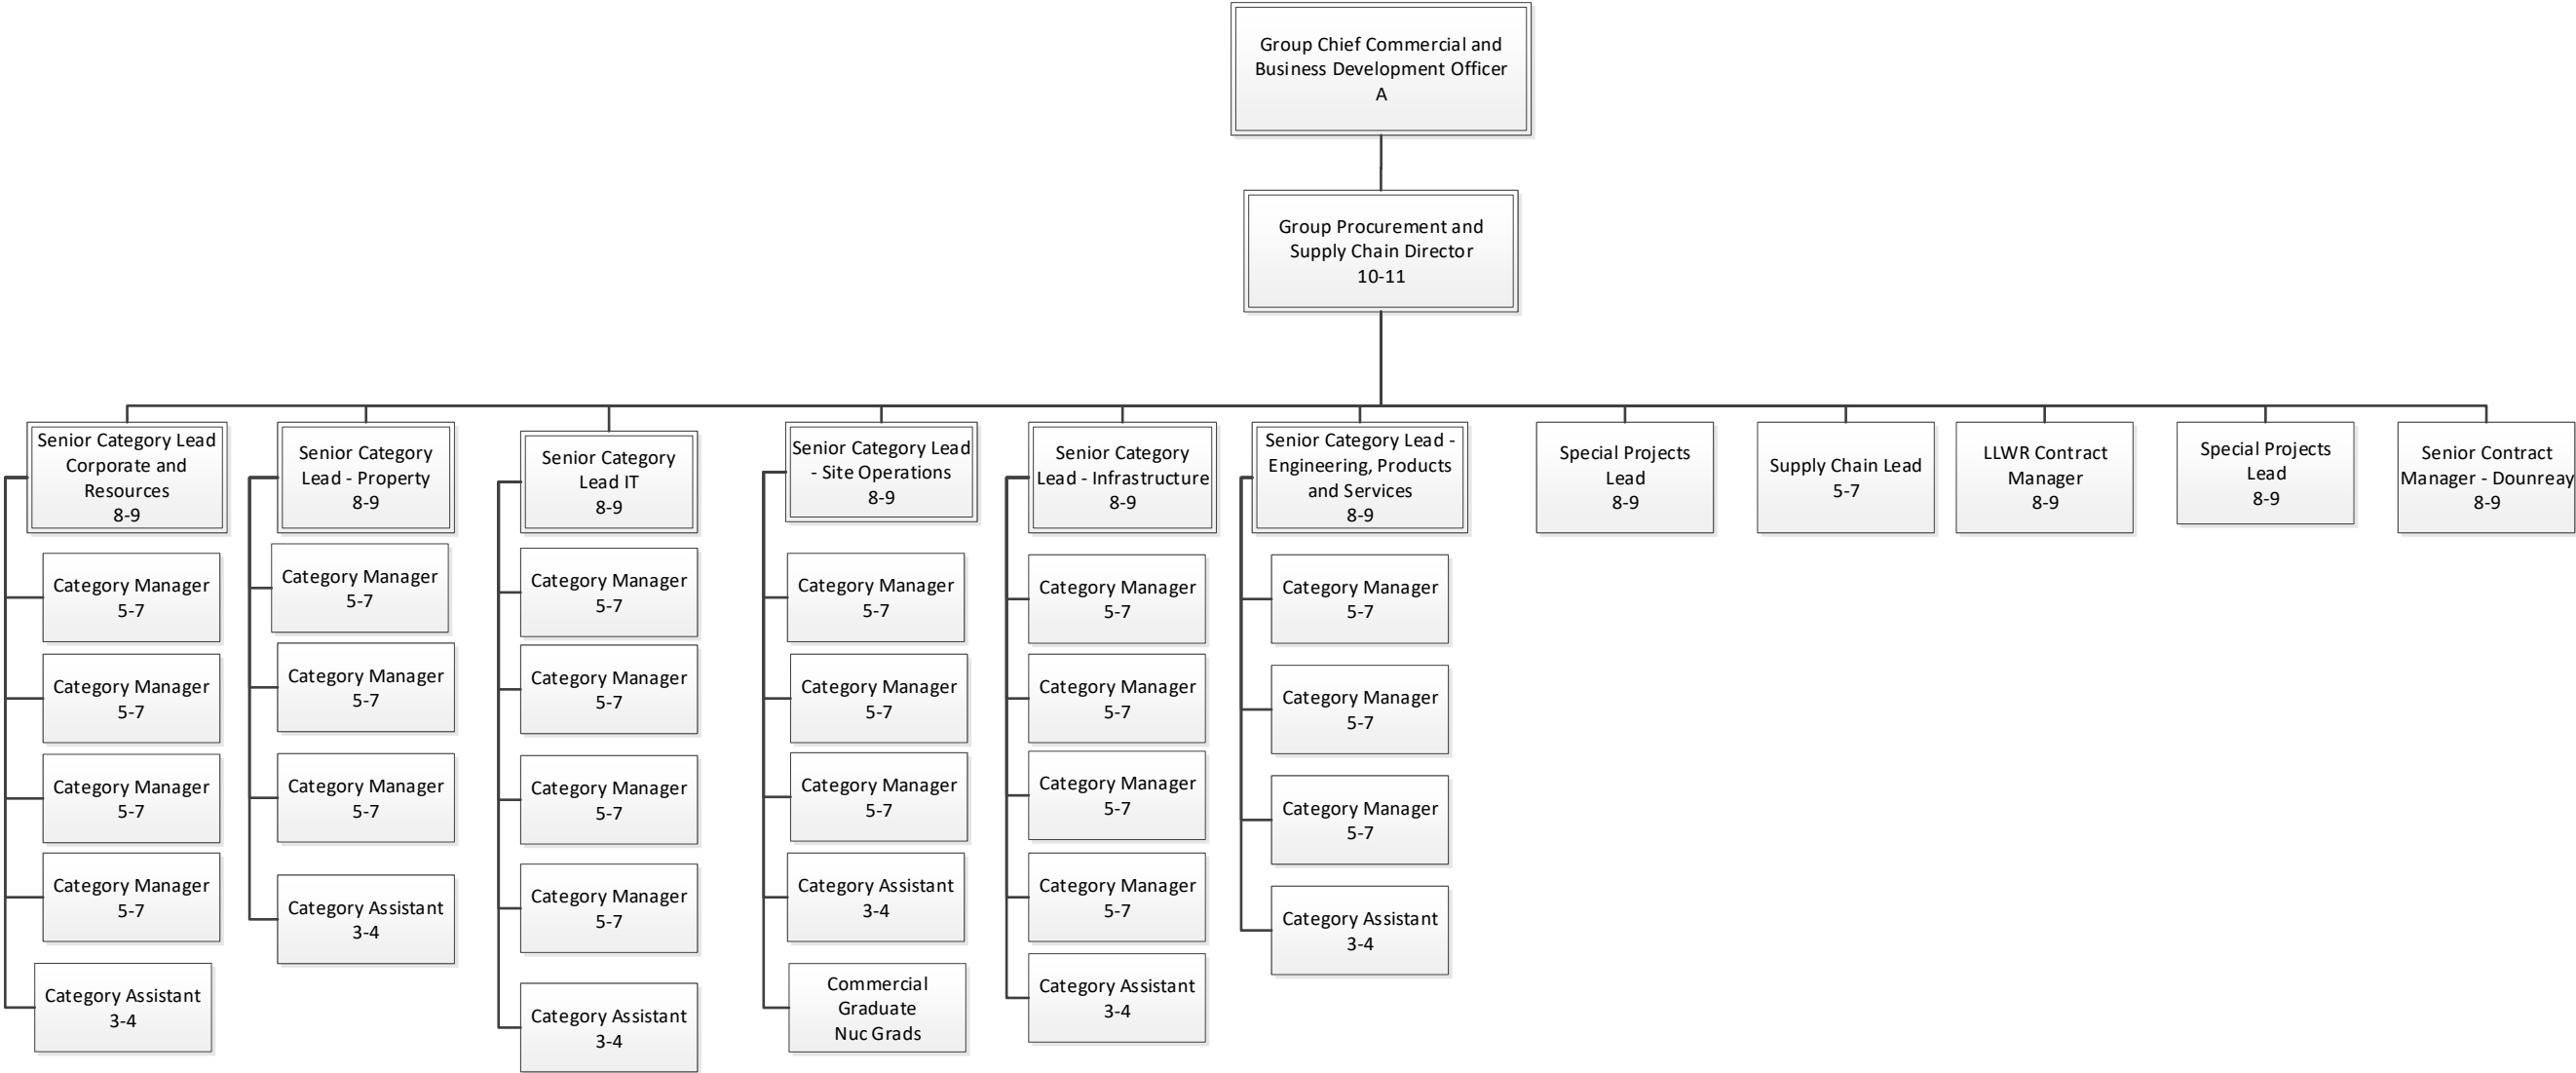 Group Chief Commercial and
Business Development Officer
A
Group Procurement and
Supply Chain Director
10-11
Senior Category Lead
Corporate and
Resources
8-9
Category Manager
5-7
Category Manager
5-7
Category Manager
5-7
Category Manager
5-7
Category Assistant
3-4
Senior Category
Lead - Property
8-9
Category Manager
5-7
Category Manager
5-7
Category Manager
5-7
Category Assistant
3-4
Senior Category
Lead IT
8-9
Category Manager
5-7
Category Manager
5-7
Category Manager
5-7
Category Manager
5-7
Category Assistant
3-4
Senior Category Lead
- Site Operations
8-9
Category Manager
5-7
Category Manager
5-7
Category Manager
5-7
Category Assistant
3-4
Commercial
Graduate
Nuc Grads
Senior Category
Lead - Infrastructure
8-9
Category Manager
5-7
Category Manager
5-7
Category Manager
5-7
Category Manager
5-7
Category Assistant
3-4
Senior Category Lead -
Engineering, Products
and Services
8-9
Category Manager
5-7
Category Manager
5-7
Category Manager
5-7
Category Assistant
3-4
Special Projects
Lead
8-9
Supply Chain Lead
5-7
LLWR Contract
Manager
8-9
Special Projects
Lead
8-9
Senior Contract
Manager - Dounreay
8-9